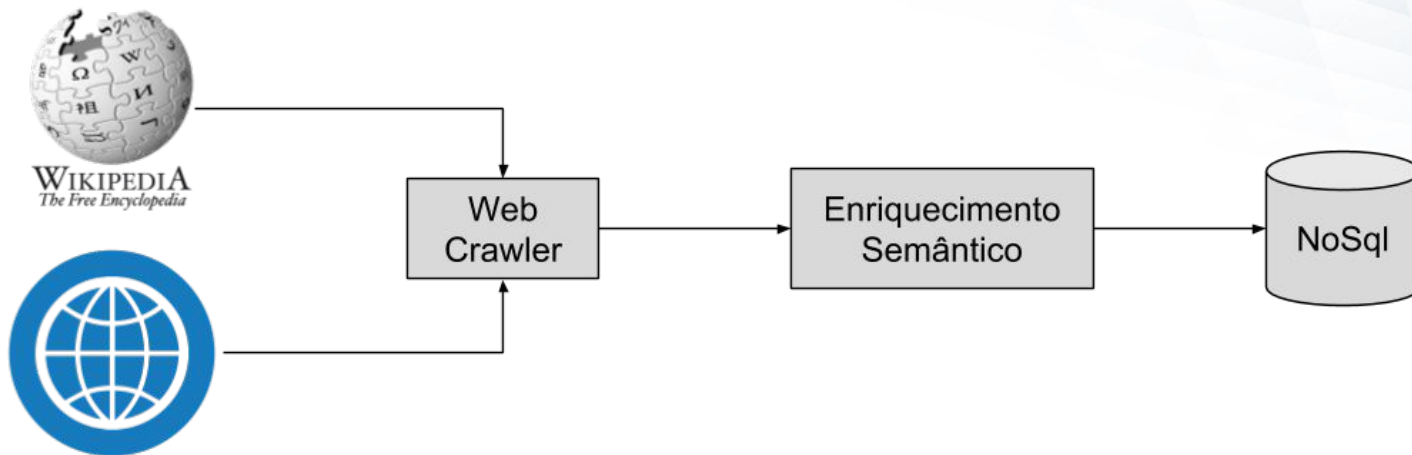 WIKIPEDIA
The Free Encyclopedia
Web
Crawler
Enriquecimento
Semântico
NoSql